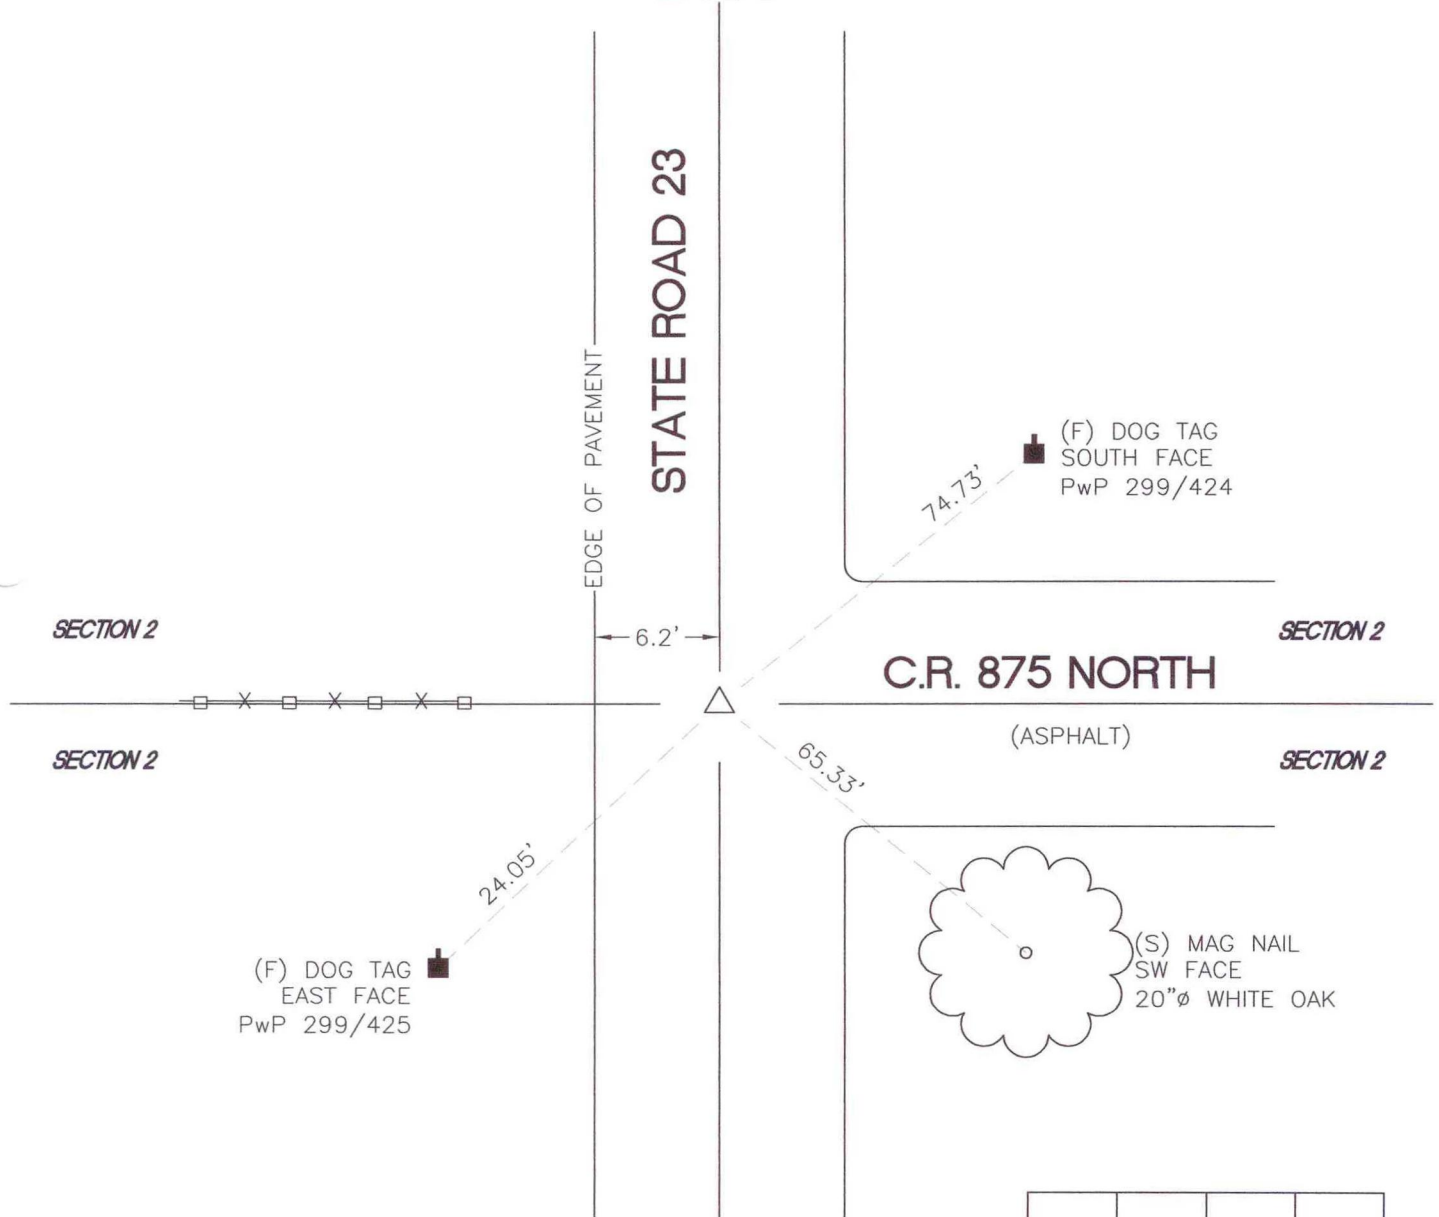 STATE ROAD 23
EDGE OF PAVEMENT
(F) DOG TAG
SOUTH FACE
PwP 299/424
74.73'
SECTION 2
6.2'
SECTION 2
C.R. 875 NORTH
(ASPHALT)
SECTION 2
SECTION 2
65.33'
24.05'
(F) DOG TAG
EAST FACE
PwP 299/425
(S) MAG NAIL
SW FACE
20"ø WHITE OAK